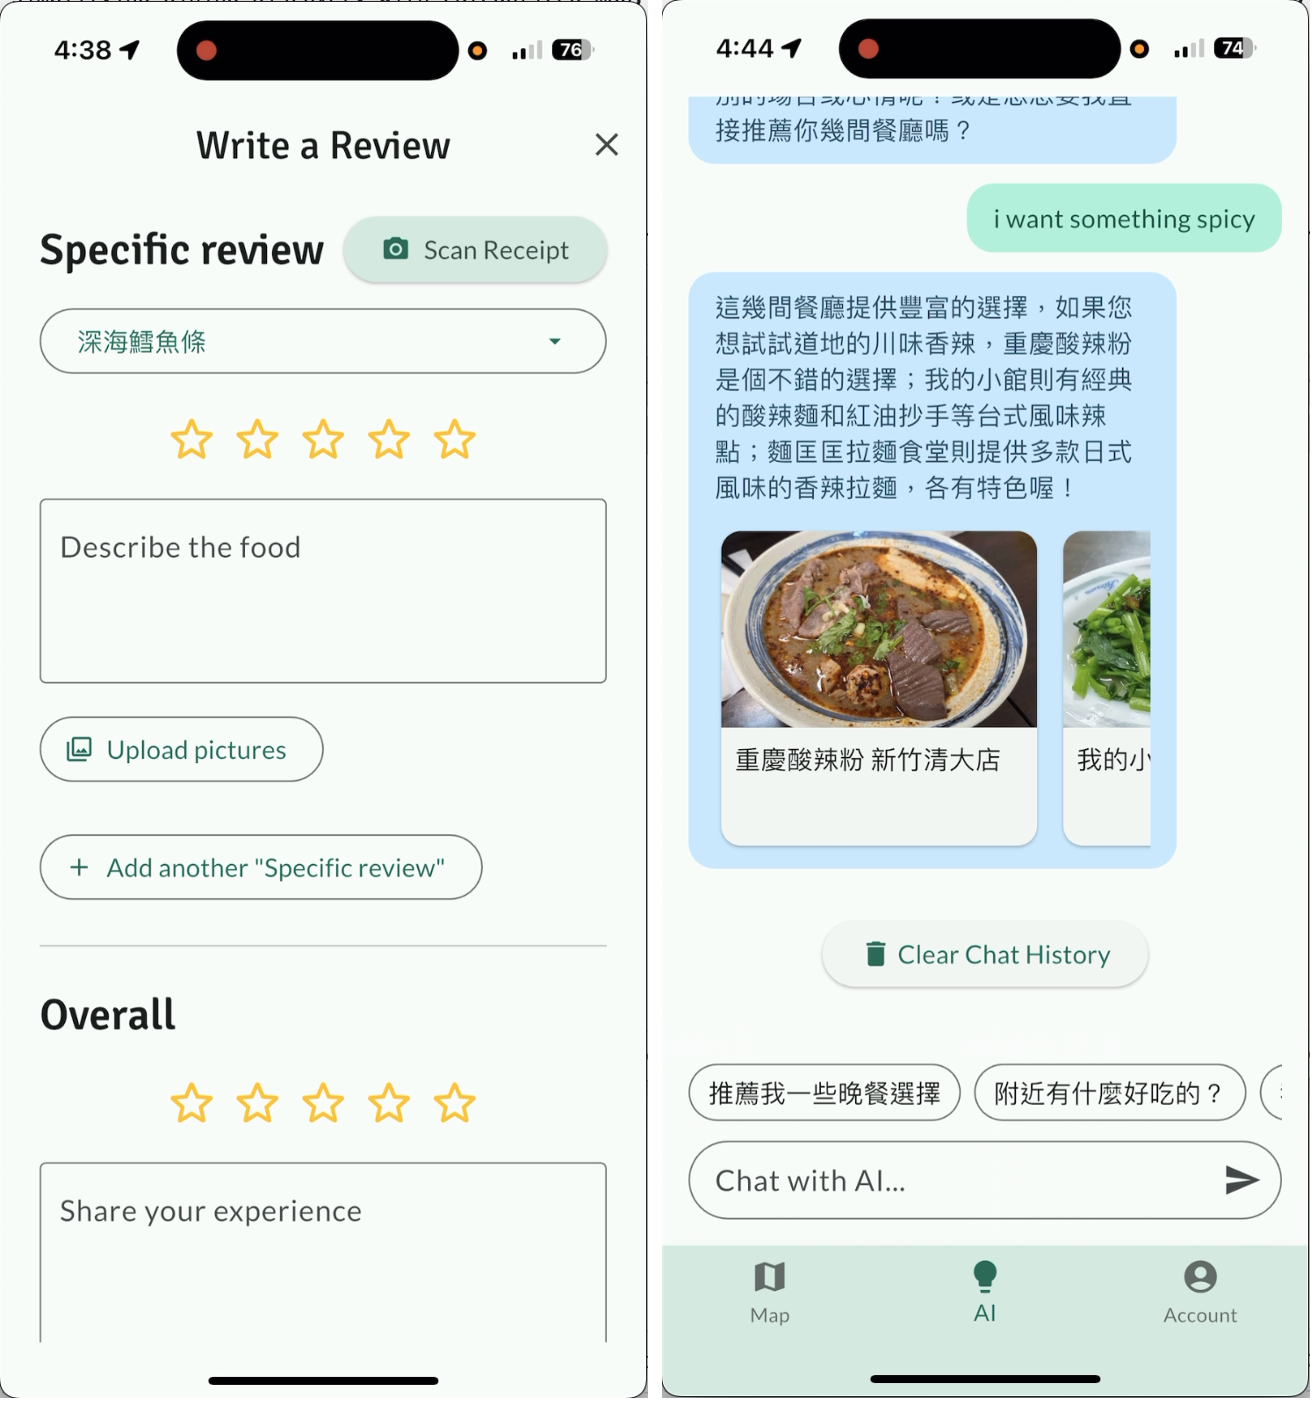 4:38
76
Write a Review
Specific review
Scan Receipt
深海鱈魚條
Describe the food
Upload pictures
+ Add another "Specific review"
Overall
Share your experience
4:44
74
接推薦你幾間餐廳嗎？
i want something spicy
這幾間餐廳提供豐富的選擇，如果您
想試試道地的川味香辣，重慶酸辣粉
是個不錯的選擇；我的小館則有經典
的酸辣麵和紅油抄手等台式風味辣
點；麵匡匡拉麵食堂則提供多款日式
風味的香辣拉麵，各有特色喔！
重慶酸辣粉 新竹清大店
我的小
Clear Chat History
推薦我一些晚餐選擇
附近有什麼好吃的？
Chat with AI...
Map
AI
Account